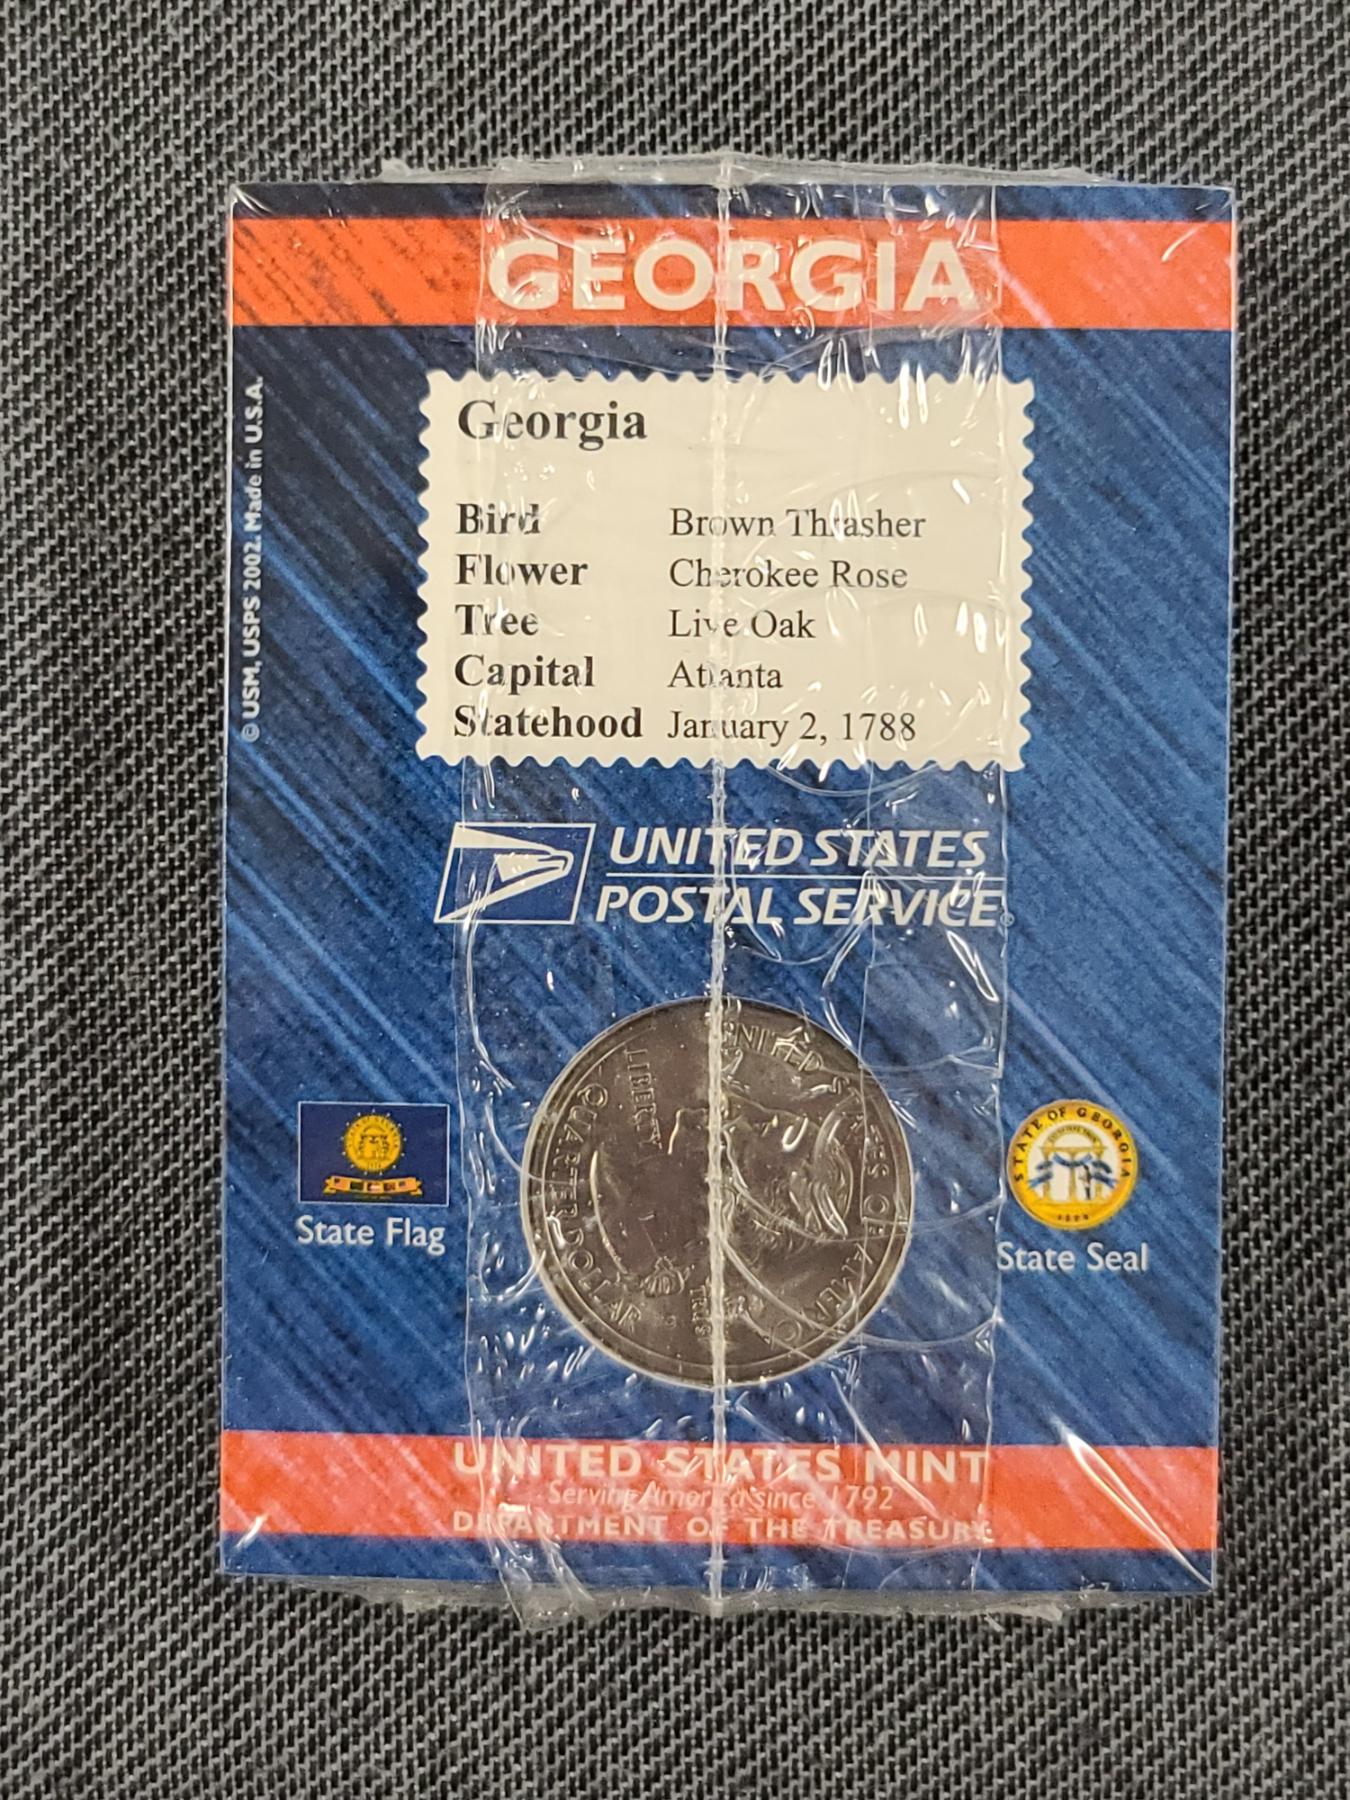 GEORGIA
Georgia
Bird Brown Thrasher
Flower Cherokee Rose
Tree Live Oak
Capital Atlanta
Statehood January 2, 1788
© USM, USPS 2002. Made in U.S.A.
UNITED STATES
POSTAL SERVICE®
UNITED STATES OF AMERICA
LIBERTY
QUARTER DOLLAR
State Flag
STATE OF GEORGIA
State Seal
UNITED STATES MINT
Serving America since 1792
DEPARTMENT OF THE TREASURY